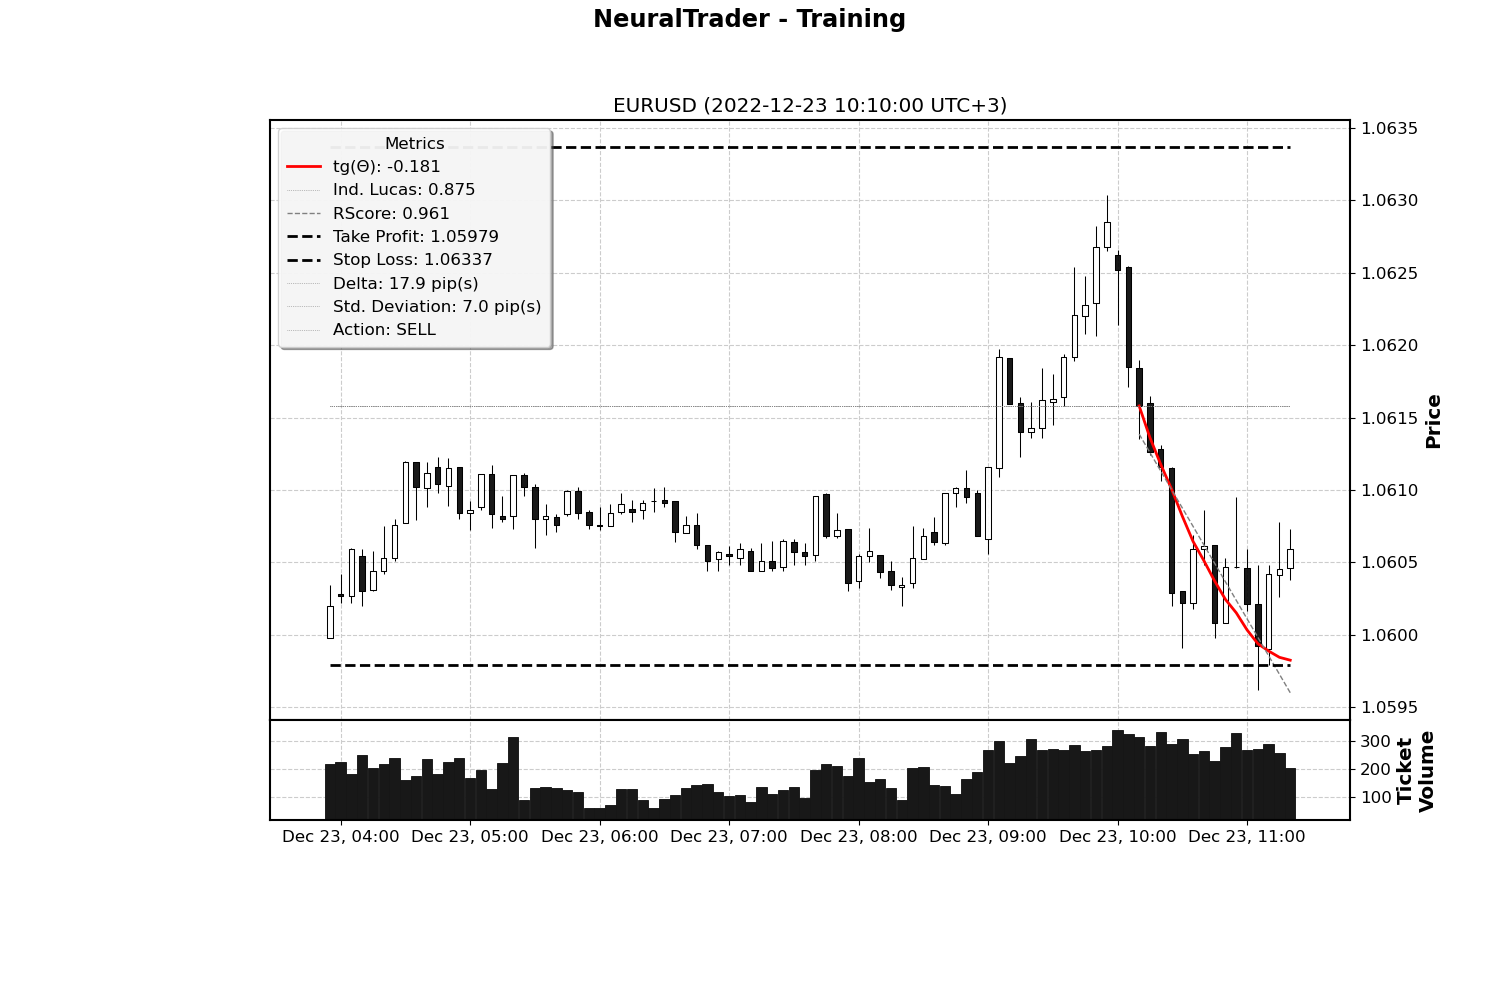 NeuralTrader - Training
EURUSD (2022-12-23 10:10:00 UTC+3)
Metrics
tg(Θ): -0.181
Ind. Lucas: 0.875
RScore: 0.961
Take Profit: 1.05979
Stop Loss: 1.06337
Delta: 17.9 pip(s)
Std. Deviation: 7.0 pip(s)
Action: SELL
1.0635
1.0630
1.0625
1.0620
1.0615
1.0610
1.0605
1.0600
1.0595
Price
300
200
100
Ticket
Volume
Dec 23, 04:00
Dec 23, 05:00
Dec 23, 06:00
Dec 23, 07:00
Dec 23, 08:00
Dec 23, 09:00
Dec 23, 10:00
Dec 23, 11:00